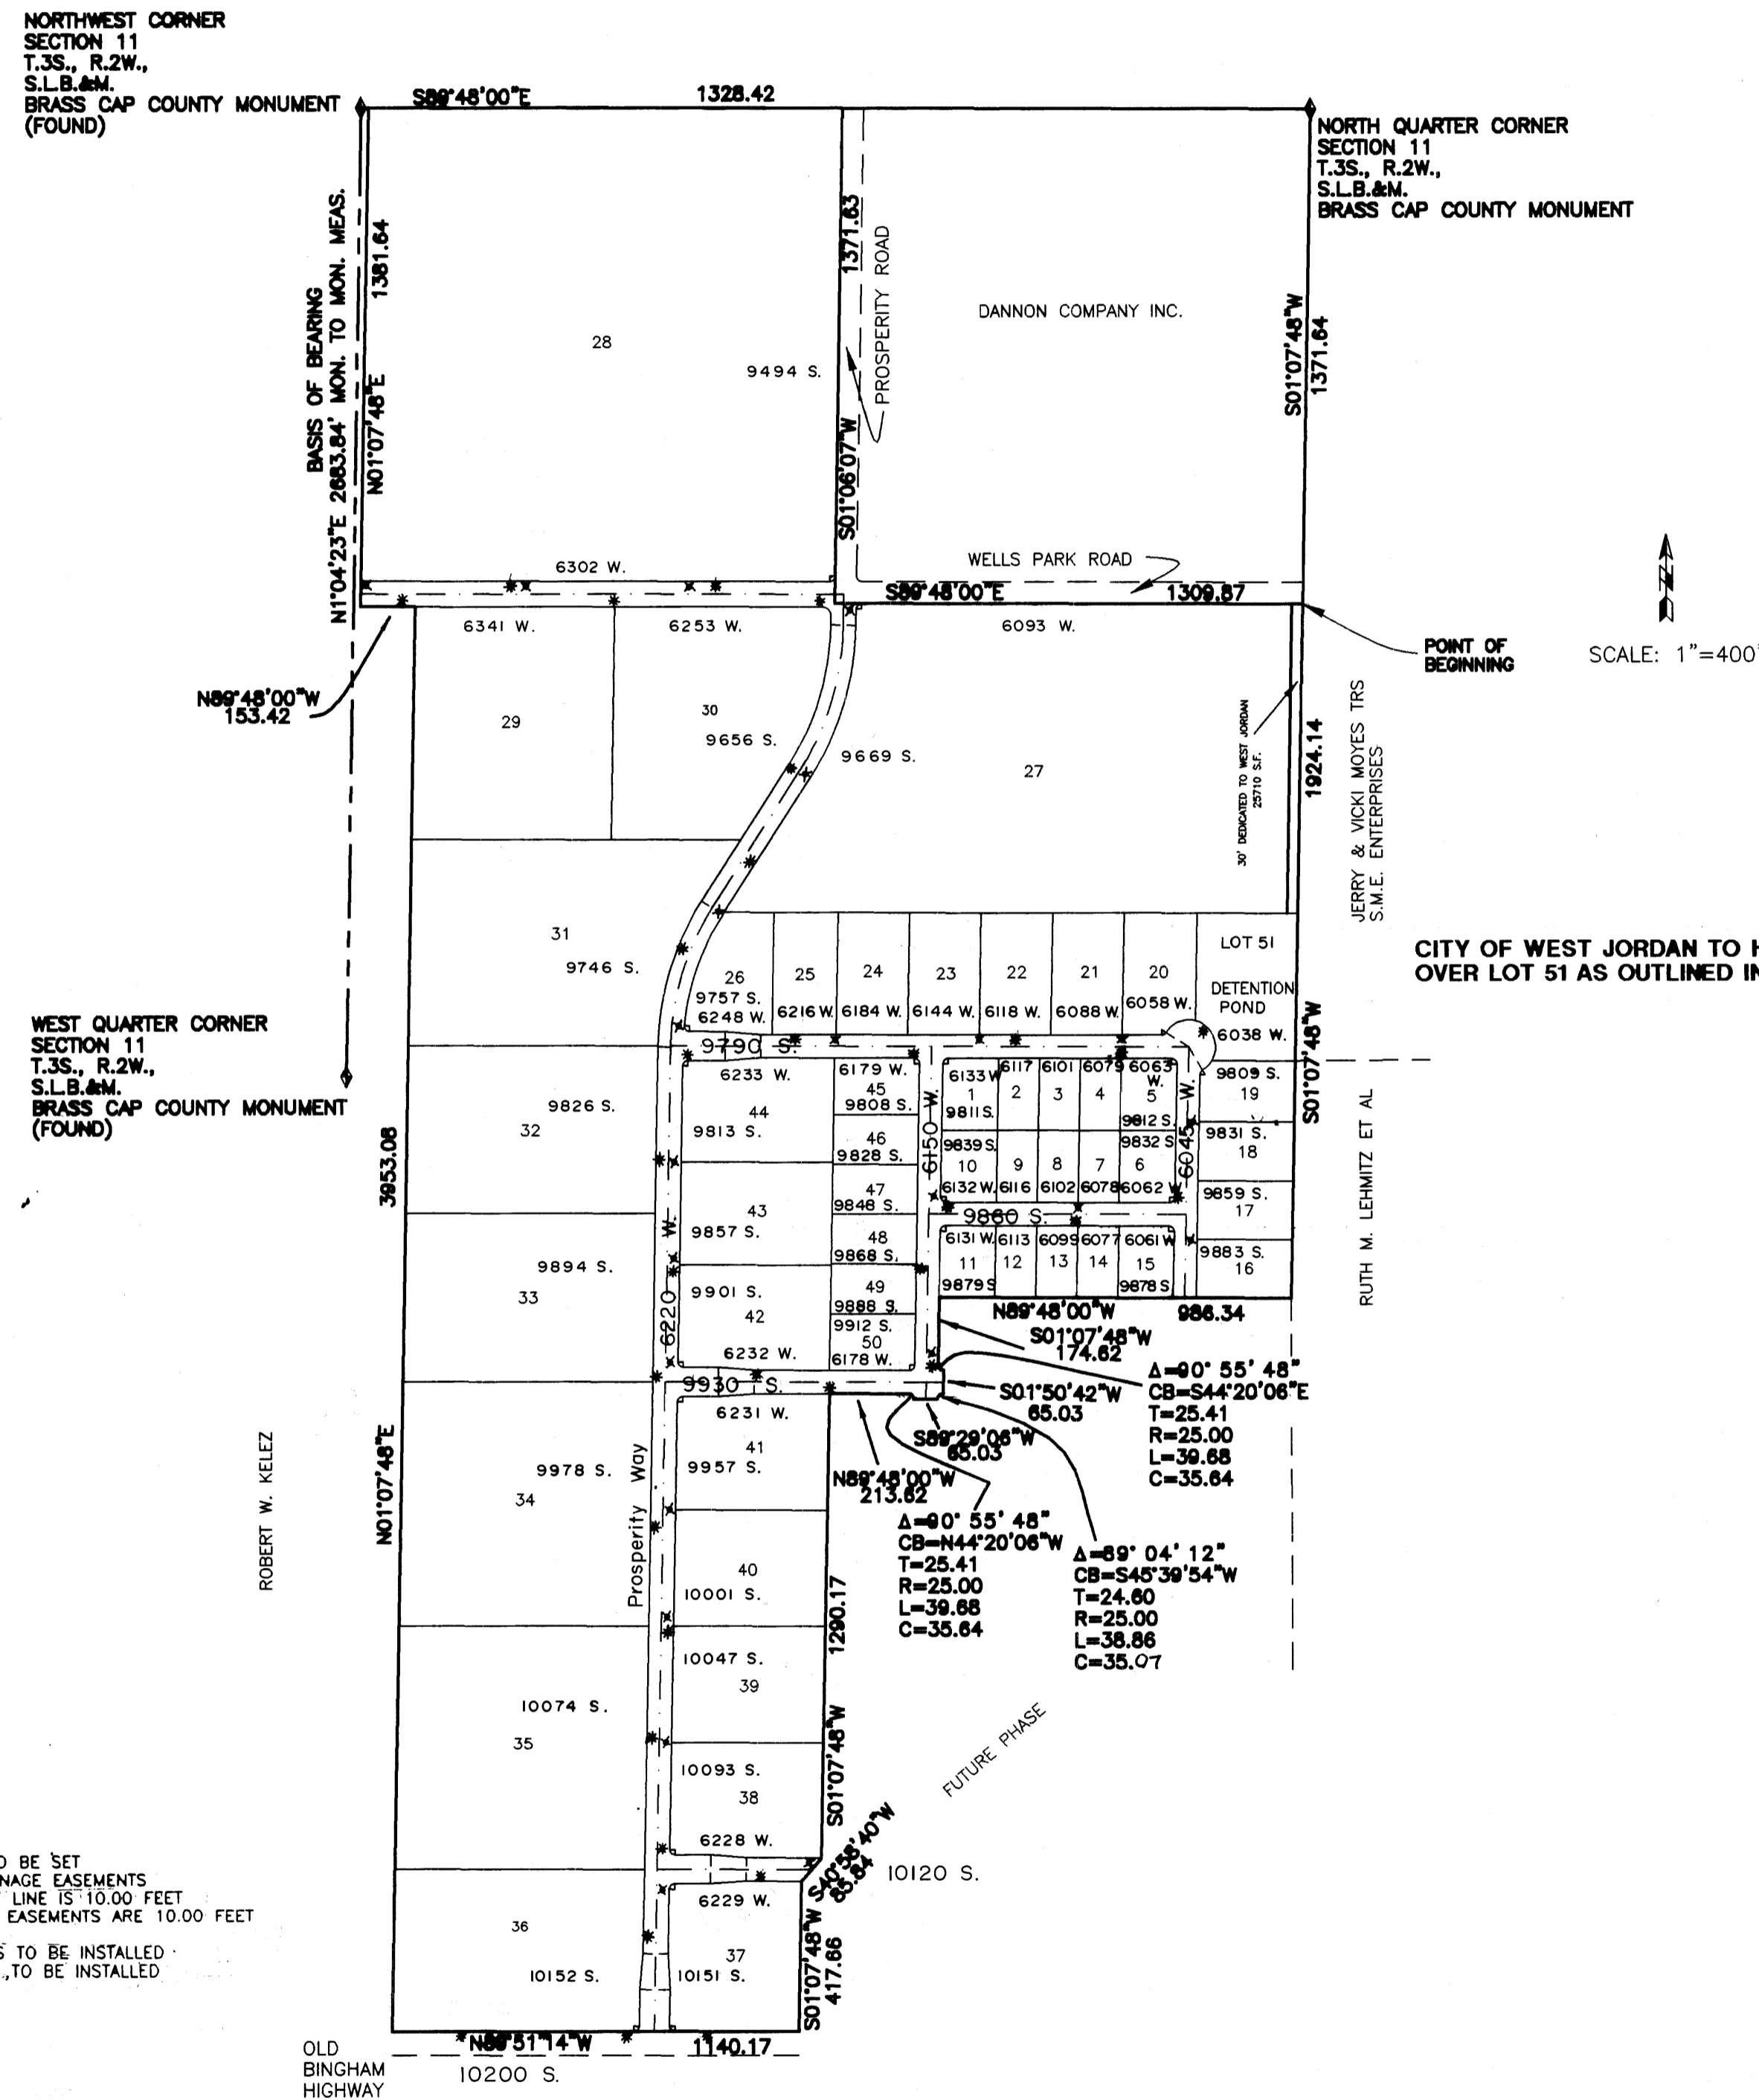 NORTHWEST CORNER
SECTION 11
T.3S., R.2W.,
S.L.B.&M.
BRASS CAP COUNTY MONUMENT
(FOUND)
S89°48'00"E
1328.42
NORTH QUARTER CORNER
SECTION 11
T.3S., R.2W.,
S.L.B.&M.
BRASS CAP COUNTY MONUMENT
BASIS OF BEARING
N1°04'23"E 2683.84' MON. TO MON. MEAS.
N01°07'48"E
1381.64
28
9494 S.
1371.63
S01°06'07"W
PROSPERITY ROAD
DANNON COMPANY INC.
S01°07'48"W
1371.64
6302 W.
WELLS PARK ROAD
S89°48'00"E
1309.87
6341 W.
6253 W.
6093 W.
POINT OF
BEGINNING
SCALE: 1"=400'
N89°48'00"W
153.42
29
30
9656 S.
9669 S.
27
30' DEDICATED TO WEST JORDAN
25710 S.F.
1924.14
JERRY & VICKI MOYES TRS
S.M.E. ENTERPRISES
31
9746 S.
26
9757 S.
6248 W.
25
6216 W.
24
6184 W.
23
6144 W.
22
6118 W.
21
6088 W.
20
6058 W.
LOT 51
DETENTION
POND
6038 W.
CITY OF WEST JORDAN TO
OVER LOT 51 AS OUTLINED
S01°07'48"W
WEST QUARTER CORNER
SECTION 11
T.3S., R.2W.,
S.L.B.&M.
BRASS CAP COUNTY MONUMENT
(FOUND)
9790 S.
6233 W.
44
9813 S.
6179 W.
45
9808 S.
46
9828 S.
47
9848 S.
48
9868 S.
49
9888 S.
9912 S.
50
6178 W.
6150 W.
6133 W
1
9811 S.
6117
2
6101
3
6079
4
6063
W.
5
9812 S.
9839 S.
10
6132 W.
9
6116
8
6102
7
6078
9832 S
6
6062 W
6045 W.
9809 S.
19
9831 S.
18
9859 S.
17
9883 S.
16
9860 S.
6131 W.
11
9879 S
6113
12
6099
13
6077
14
6061 W
15
9878 S
RUTH M. LEHMITZ ET AL
9826 S.
32
3953.08
N01°07'48"E
9894 S.
33
43
9857 S.
9901 S.
42
6232 W.
6220 W.
N89°48'00"W
986.34
S01°07'48"W
174.62
9930 S.
S01°50'42"W
65.03
Δ=90° 55' 48"
CB=S44°20'06"E
T=25.41
R=25.00
L=39.68
C=35.64
6231 W.
41
9957 S.
S89°29'06"W
65.03
N89°48'00"W
213.62
Δ=90° 55' 48"
CB=N44°20'06"W
T=25.41
R=25.00
L=39.68
C=35.64
Δ=89° 04' 12"
CB=S45°39'54"W
T=24.60
R=25.00
L=38.86
C=35.07
ROBERT W. KELEZ
9978 S.
34
Prosperity Way
40
10001 S.
1290.17
S01°07'48"W
10047 S.
39
10074 S.
35
10093 S.
38
6228 W.
FUTURE PHASE
S40°58'40"W
85.84
10120 S.
6229 W.
36
10152 S.
37
10151 S.
S01°07'48"W
417.66
BE SET
EASEMENTS
LINE IS 10.00 FEET
EASEMENTS ARE 10.00 FEET
TO BE INSTALLED
TO BE INSTALLED
N89°51'14"W
1140.17
OLD
BINGHAM
HIGHWAY
10200 S.